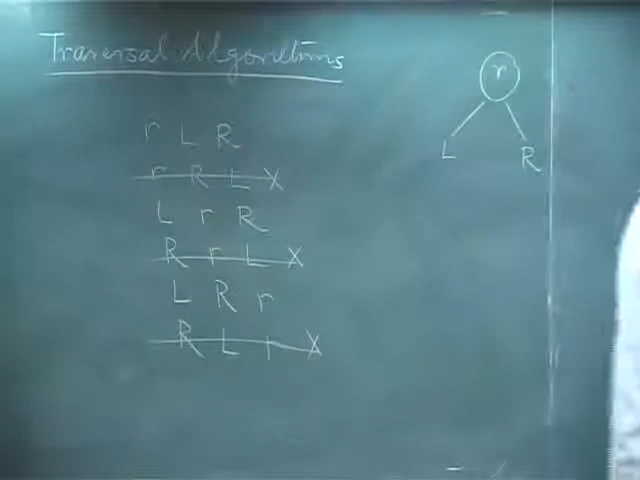 Traversal Algorithms
r
L R
r L R
r R L X
L r R
R r L X
L R r
R L r X